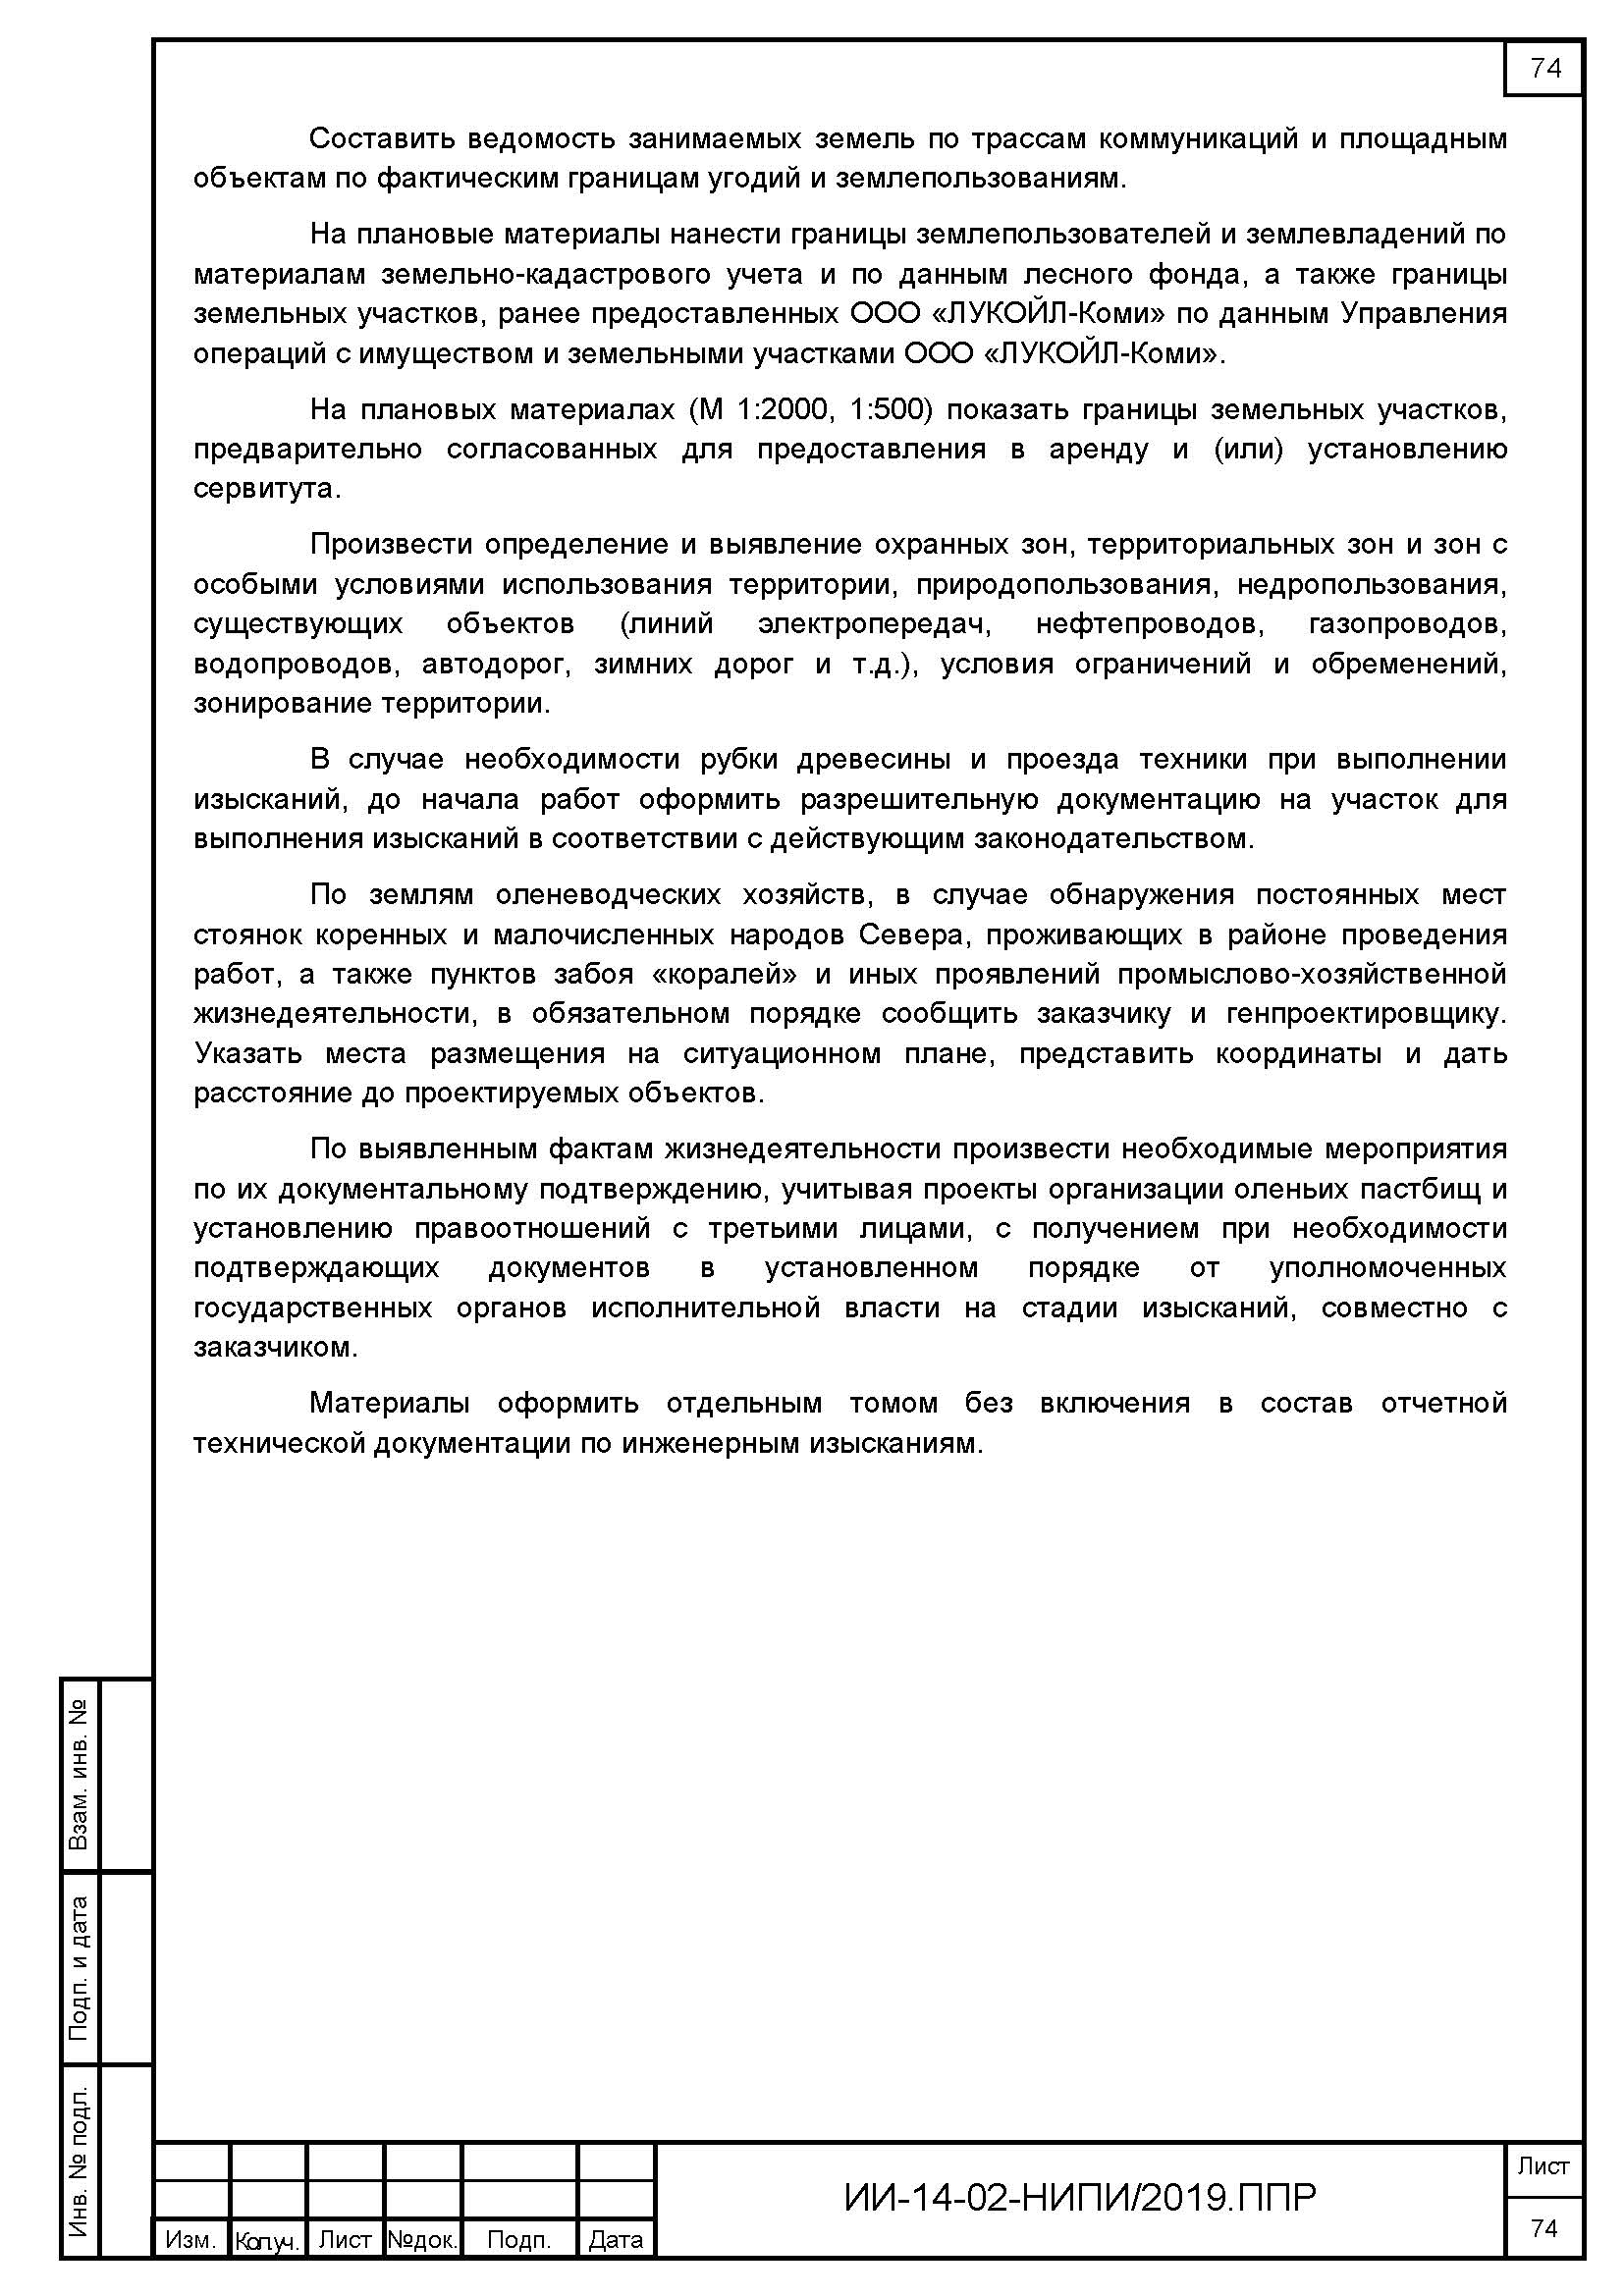 74
Составить ведомость занимаемых земель по трассам коммуникаций и площадным
объектам по фактическим границам угодий и землепользованиям.
На плановые материалы нанести границы землепользователей и землевладений по
материалам земельно-кадастрового учета и по данным лесного фонда, а также границы
земельных участков, ранее предоставленных ООО «ЛУКОЙЛ-Коми» по данным Управления
операций с имуществом и земельными участками ООО «ЛУКОЙЛ-Коми».
На плановых материалах (М 1:2000, 1:500) показать границы земельных участков,
предварительно согласованных для предоставления в аренду и (или) установлению
сервитута.
Произвести определение и выявление охранных зон, территориальных зон и зон с
особыми условиями использования территории, природопользования, недропользования,
существующих объектов (линий электропередач, нефтепроводов, газопроводов,
водопроводов, автодорог, зимних дорог и т.д.), условия ограничений и обременений,
зонирование территории.
В случае необходимости рубки древесины и проезда техники при выполнении
изысканий, до начала работ оформить разрешительную документацию на участок для
выполнения изысканий в соответствии с действующим законодательством.
По землям оленеводческих хозяйств, в случае обнаружения постоянных мест
стоянок коренных и малочисленных народов Севера, проживающих в районе проведения
работ, а также пунктов забоя «коралей» и иных проявлений промыслово-хозяйственной
жизнедеятельности, в обязательном порядке сообщить заказчику и генпроектировщику.
Указать места размещения на ситуационном плане, представить координаты и дать
расстояние до проектируемых объектов.
По выявленным фактам жизнедеятельности произвести необходимые мероприятия
по их документальному подтверждению, учитывая проекты организации оленьих пастбищ и
установлению правоотношений с третьими лицами, с получением при необходимости
подтверждающих документов в установленном порядке от уполномоченных
государственных органов исполнительной власти на стадии изысканий, совместно с
заказчиком.
Материалы оформить отдельным томом без включения в состав отчетной
технической документации по инженерным изысканиям.
Взам. инв. №
Подп. и дата
Инв. № подл.
Изм. Кол.уч. Лист №док. Подп. Дата
ИИ-14-02-НИПИ/2019.ППР
Лист
74